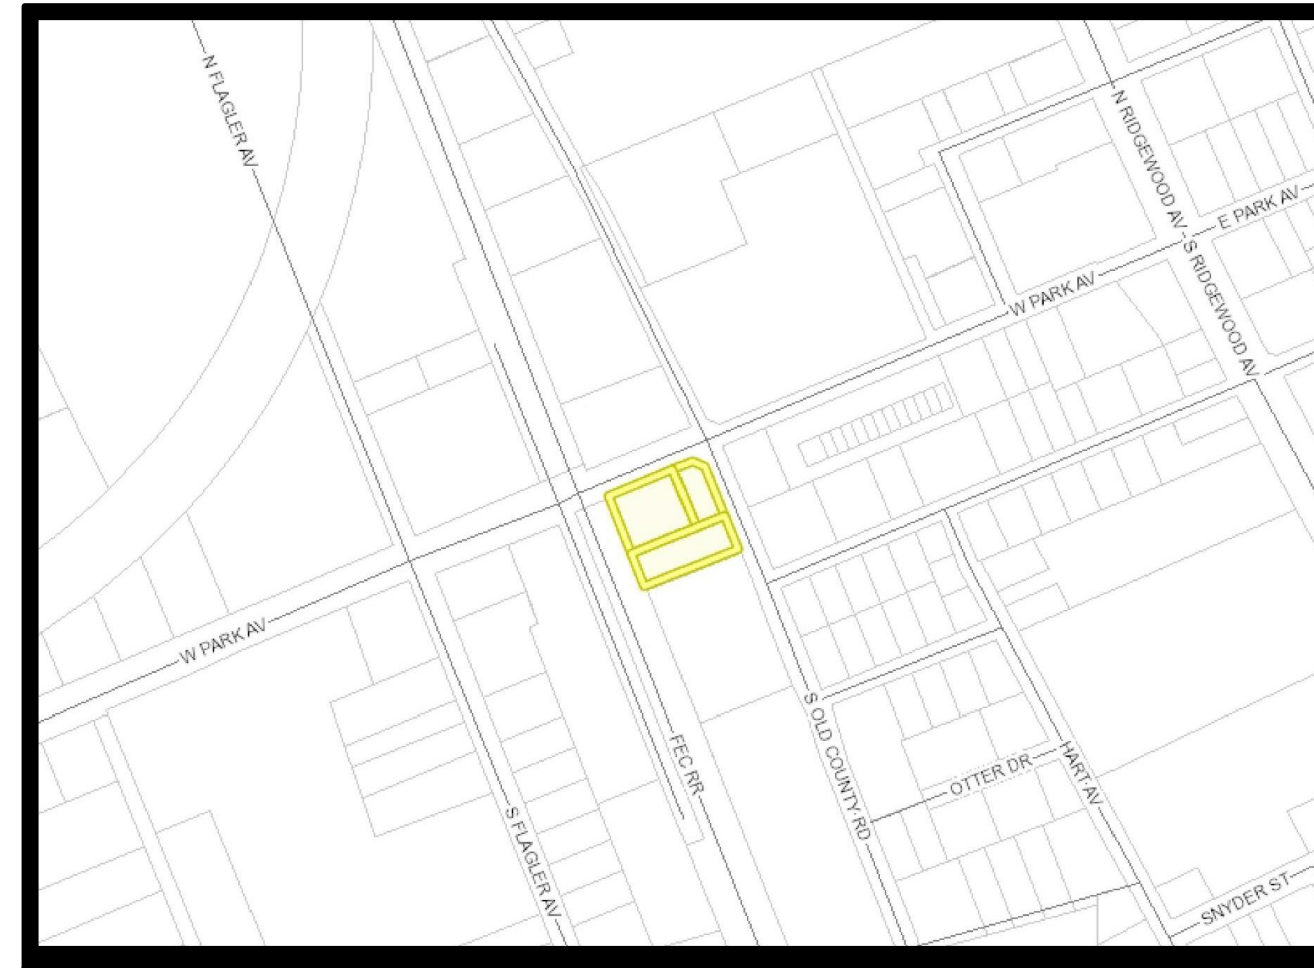 N FLAGLER AV
N RIDGEWOOD AV
E PARK AV
S RIDGEWOOD AV
W PARK AV
W PARK AV
S OLD COUNTY RD
FEC RR
OTTER DR
HART AV
S FLAGLER AV
SNYDER ST